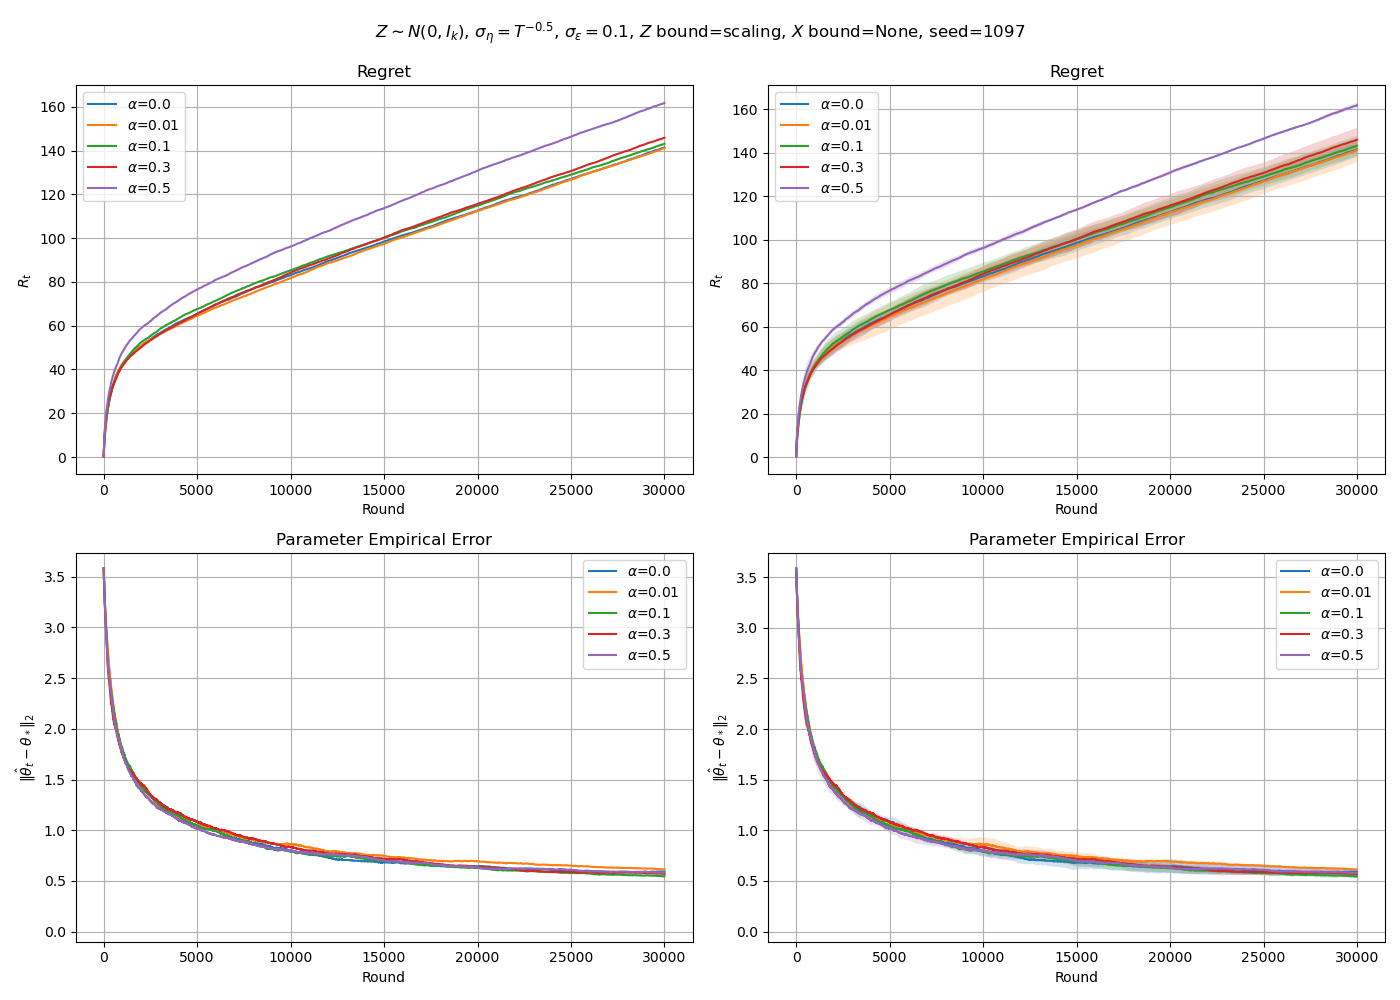 Z ~ N(0, I_k), σ_η = T^{-0.5}, σ_ε = 0.1, Z bound=scaling, X bound=None, seed=1097
Regret
α=0.0
α=0.01
α=0.1
α=0.3
α=0.5
160
140
120
100
80
60
40
20
0
R_t
0 5000 10000 15000 20000 25000 30000
Round
Regret
α=0.0
α=0.01
α=0.1
α=0.3
α=0.5
160
140
120
100
80
60
40
20
0
R_t
0 5000 10000 15000 20000 25000 30000
Round
Parameter Empirical Error
α=0.0
α=0.01
α=0.1
α=0.3
α=0.5
3.5
3.0
2.5
2.0
1.5
1.0
0.5
0.0
‖θ̂_t − θ_*‖_2
0 5000 10000 15000 20000 25000 30000
Round
Parameter Empirical Error
α=0.0
α=0.01
α=0.1
α=0.3
α=0.5
3.5
3.0
2.5
2.0
1.5
1.0
0.5
0.0
‖θ̂_t − θ_*‖_2
0 5000 10000 15000 20000 25000 30000
Round